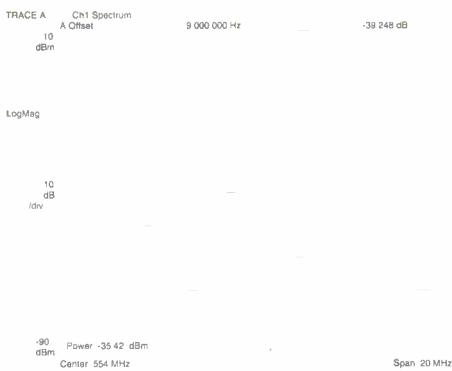 TRACE A Ch1 Spectrum
A Offset 9 000 000 Hz -39 248 dB
10
dBm
LogMag
10
dB
/div
-90
dBm
Power -35 42 dBm
Center 554 MHz Span 20 MHz